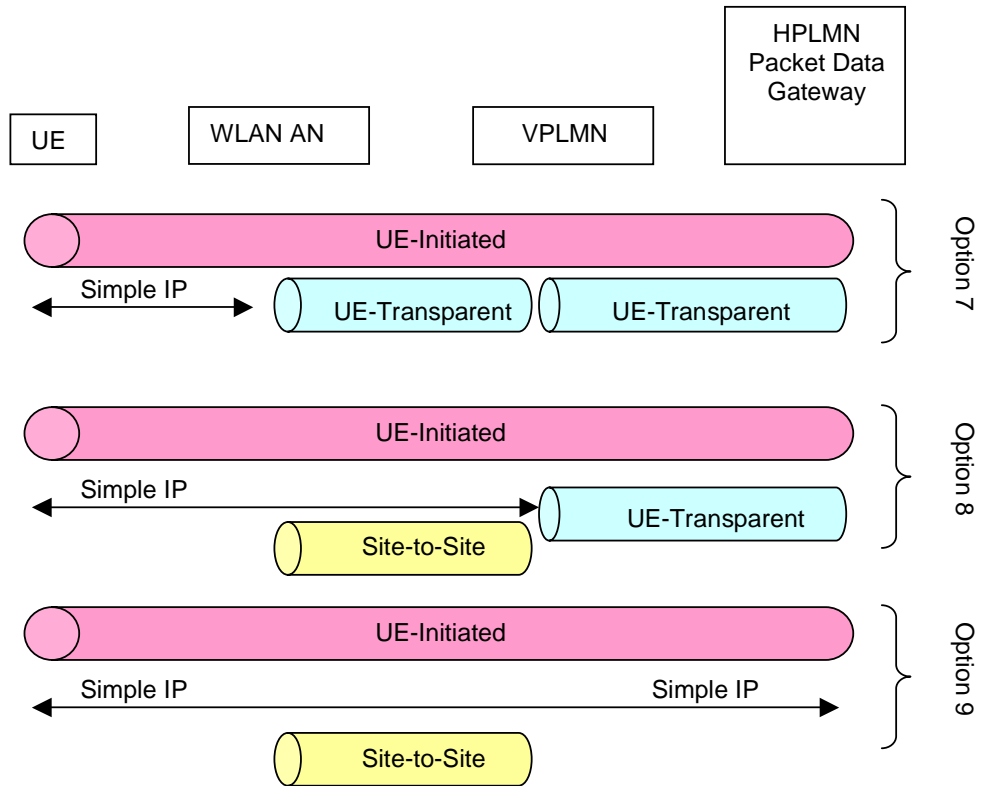 HPLMN
Packet Data
Gateway
UE
WLAN AN
VPLMN
UE-Initiated
Simple IP
UE-Transparent
UE-Transparent
Option 7
UE-Initiated
Simple IP
UE-Transparent
Site-to-Site
Option 8
UE-Initiated
Simple IP
Simple IP
Site-to-Site
Option 9